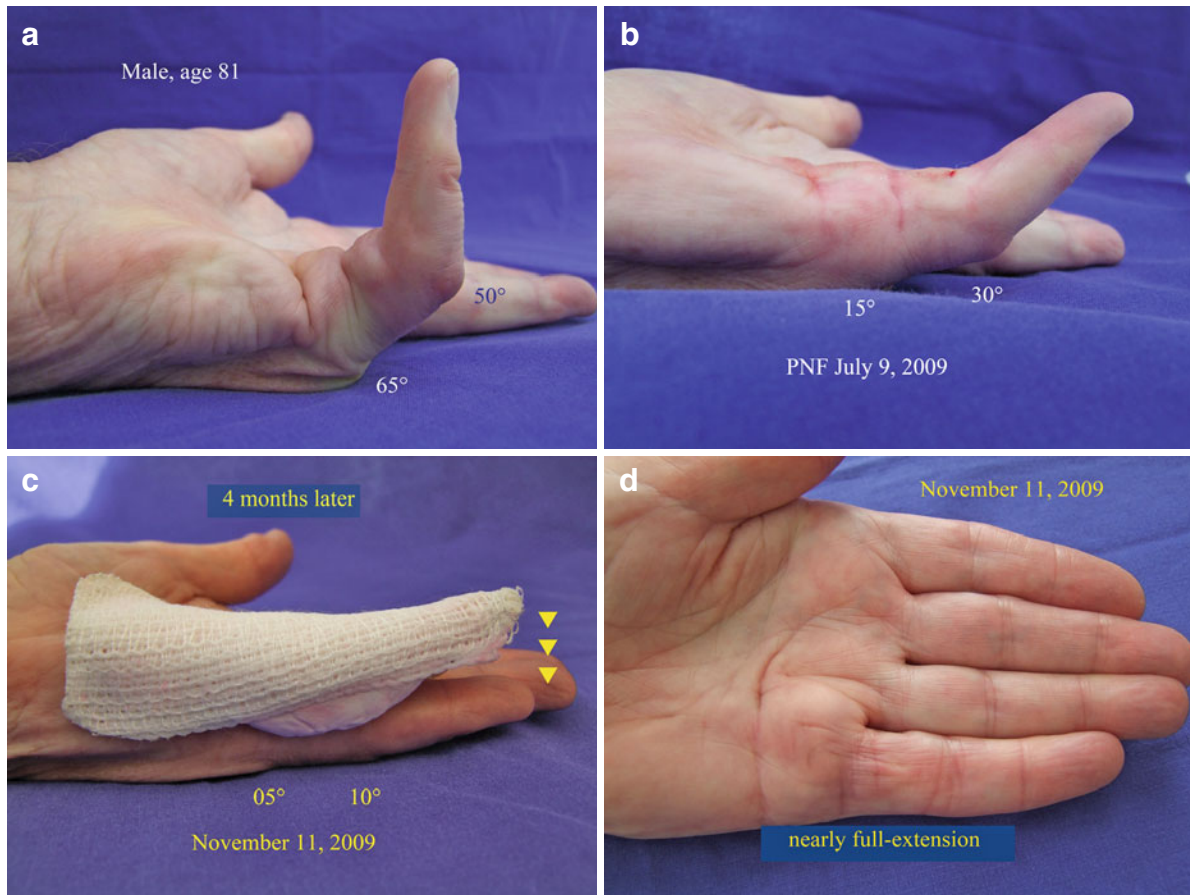 a
Male, age 81
50°
65°
b
15°
30°
PNF July 9, 2009
c
4 months later
05° 10°
November 11, 2009
d
November 11, 2009
nearly full-extension